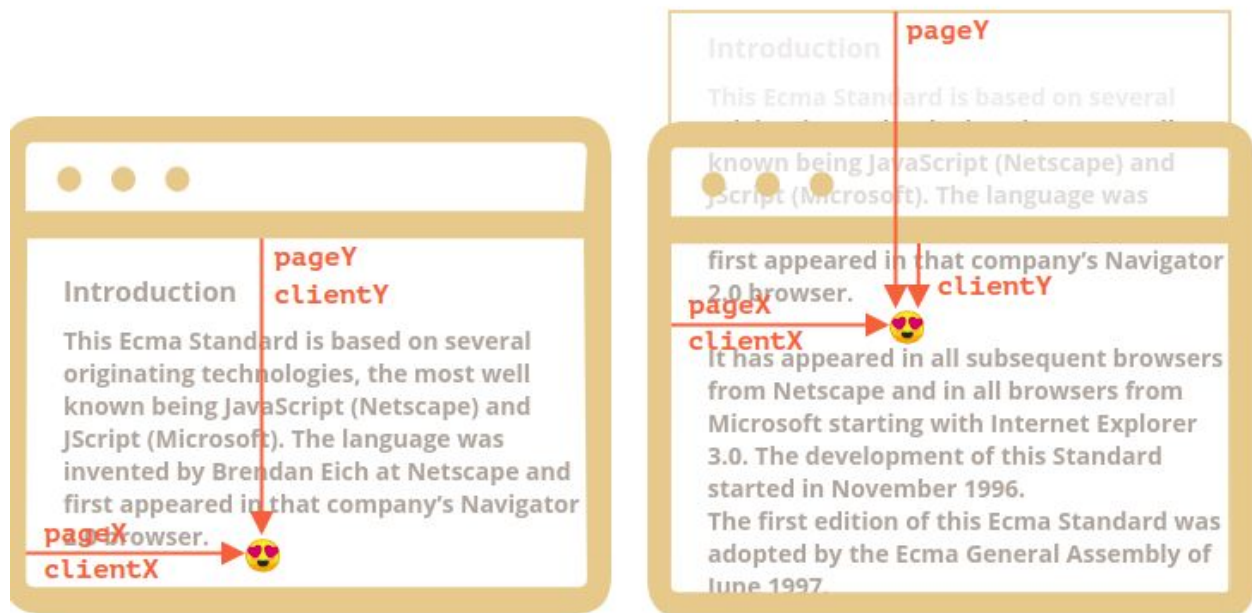 pageY
clientY
Introduction
This Ecma Standard is based on several
originating technologies, the most well
known being JavaScript (Netscape) and
JScript (Microsoft). The language was
invented by Brendan Eich at Netscape and
first appeared in that company's Navigator
2.0 browser.
pageX
clientX
pageY
Introduction
This Ecma Standard is based on several
known being JavaScript (Netscape) and
JScript (Microsoft). The language was
first appeared in that company's Navigator
2.0 browser.
clientY
pageX
clientX
It has appeared in all subsequent browsers
from Netscape and in all browsers from
Microsoft starting with Internet Explorer
3.0. The development of this Standard
started in November 1996.
The first edition of this Ecma Standard was
adopted by the Ecma General Assembly of
June 1997.